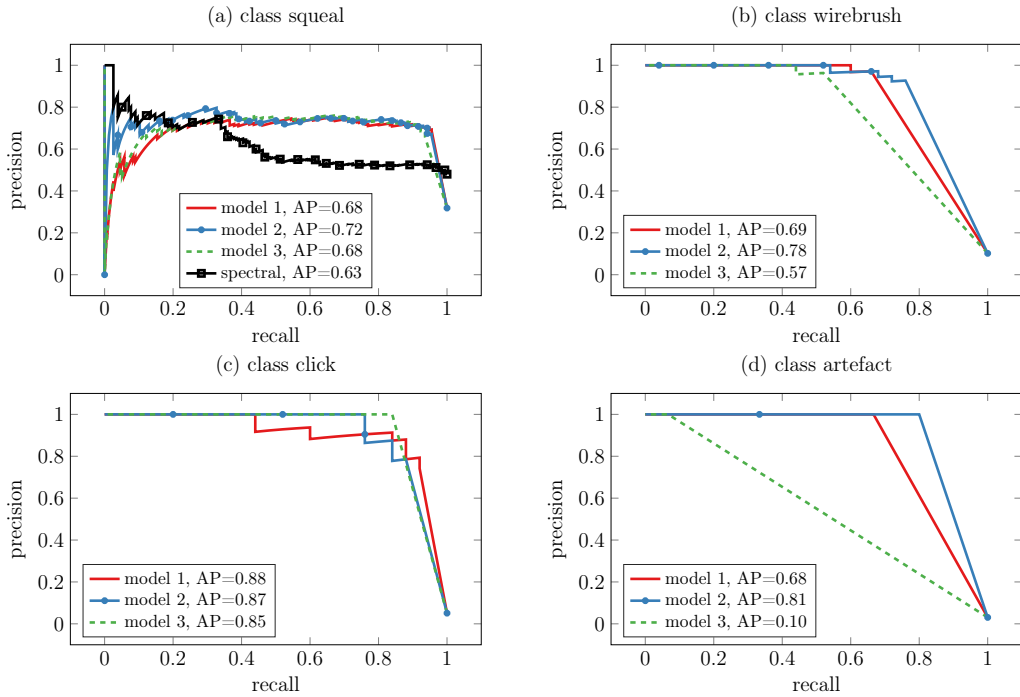 (a) class squeal
1
0.8
0.6
0.4
0.2
0
precision
model 1, AP=0.68
model 2, AP=0.72
model 3, AP=0.68
spectral, AP=0.63
0 0.2 0.4 0.6 0.8 1
recall
(b) class wirebrush
1
0.8
0.6
0.4
0.2
0
precision
model 1, AP=0.69
model 2, AP=0.78
model 3, AP=0.57
0 0.2 0.4 0.6 0.8 1
recall
(c) class click
1
0.8
0.6
0.4
0.2
0
precision
model 1, AP=0.88
model 2, AP=0.87
model 3, AP=0.85
0 0.2 0.4 0.6 0.8 1
recall
(d) class artefact
1
0.8
0.6
0.4
0.2
0
precision
model 1, AP=0.68
model 2, AP=0.81
model 3, AP=0.10
0 0.2 0.4 0.6 0.8 1
recall